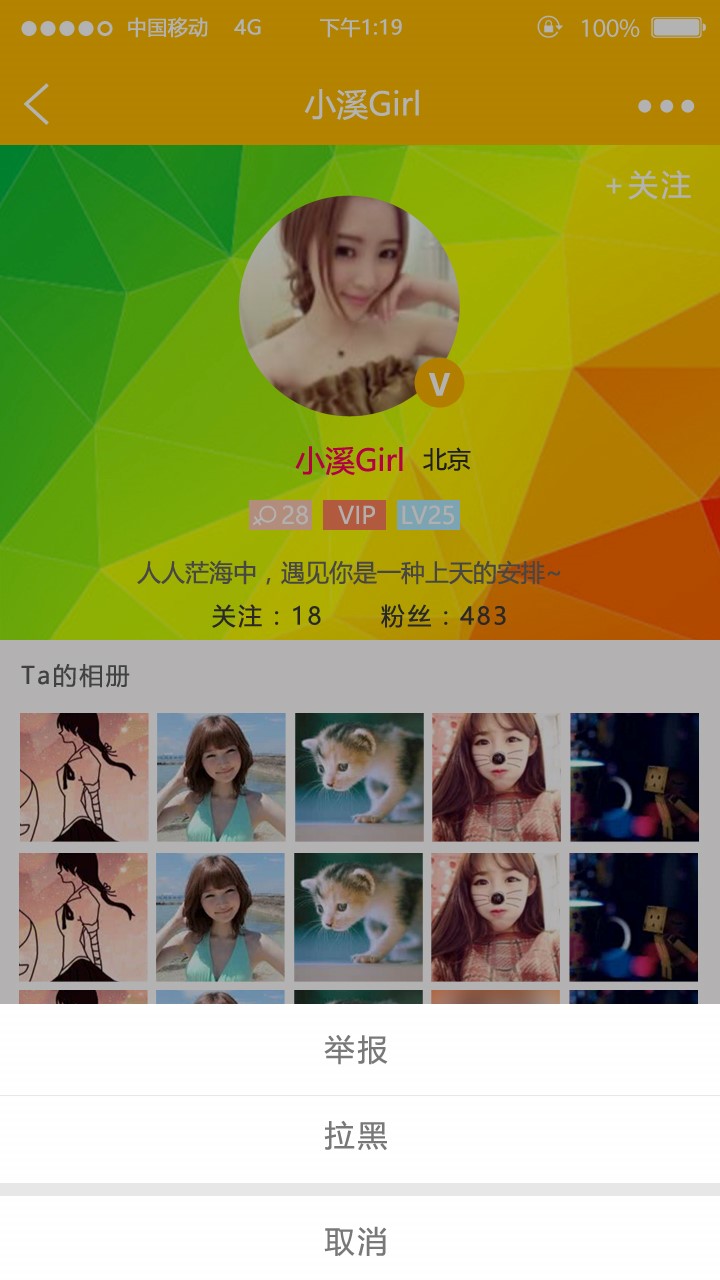 中国移动 4G 下午1:19 100%
小溪Girl
+关注
V
小溪Girl 北京
28 VIP LV25
人人茫海中，遇见你是一种上天的安排~
关注：18 粉丝：483
Ta的相册
举报
拉黑
取消